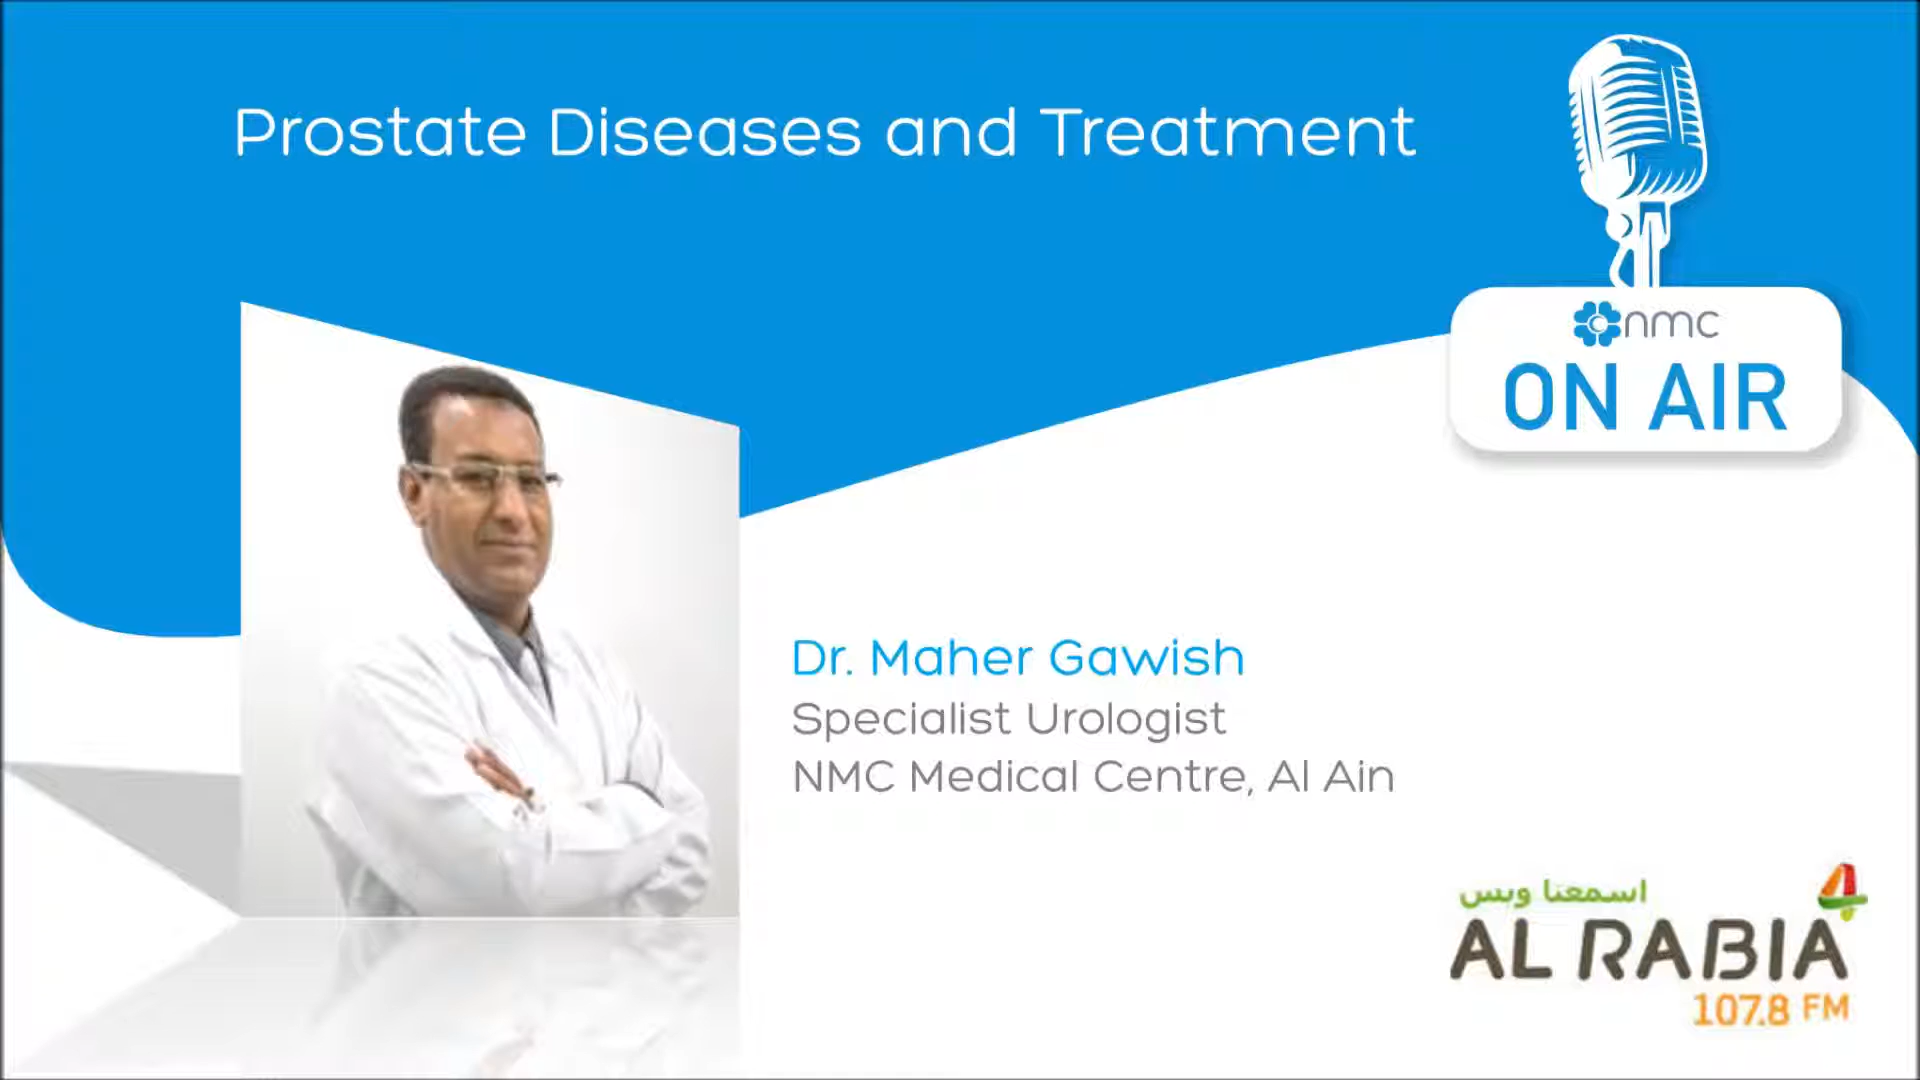 Prostate Diseases and Treatment
nmc
ON AIR
Dr. Maher Gawish
Specialist Urologist
NMC Medical Centre, Al Ain
اسمعنا وبس
AL RABIA
107.8 FM